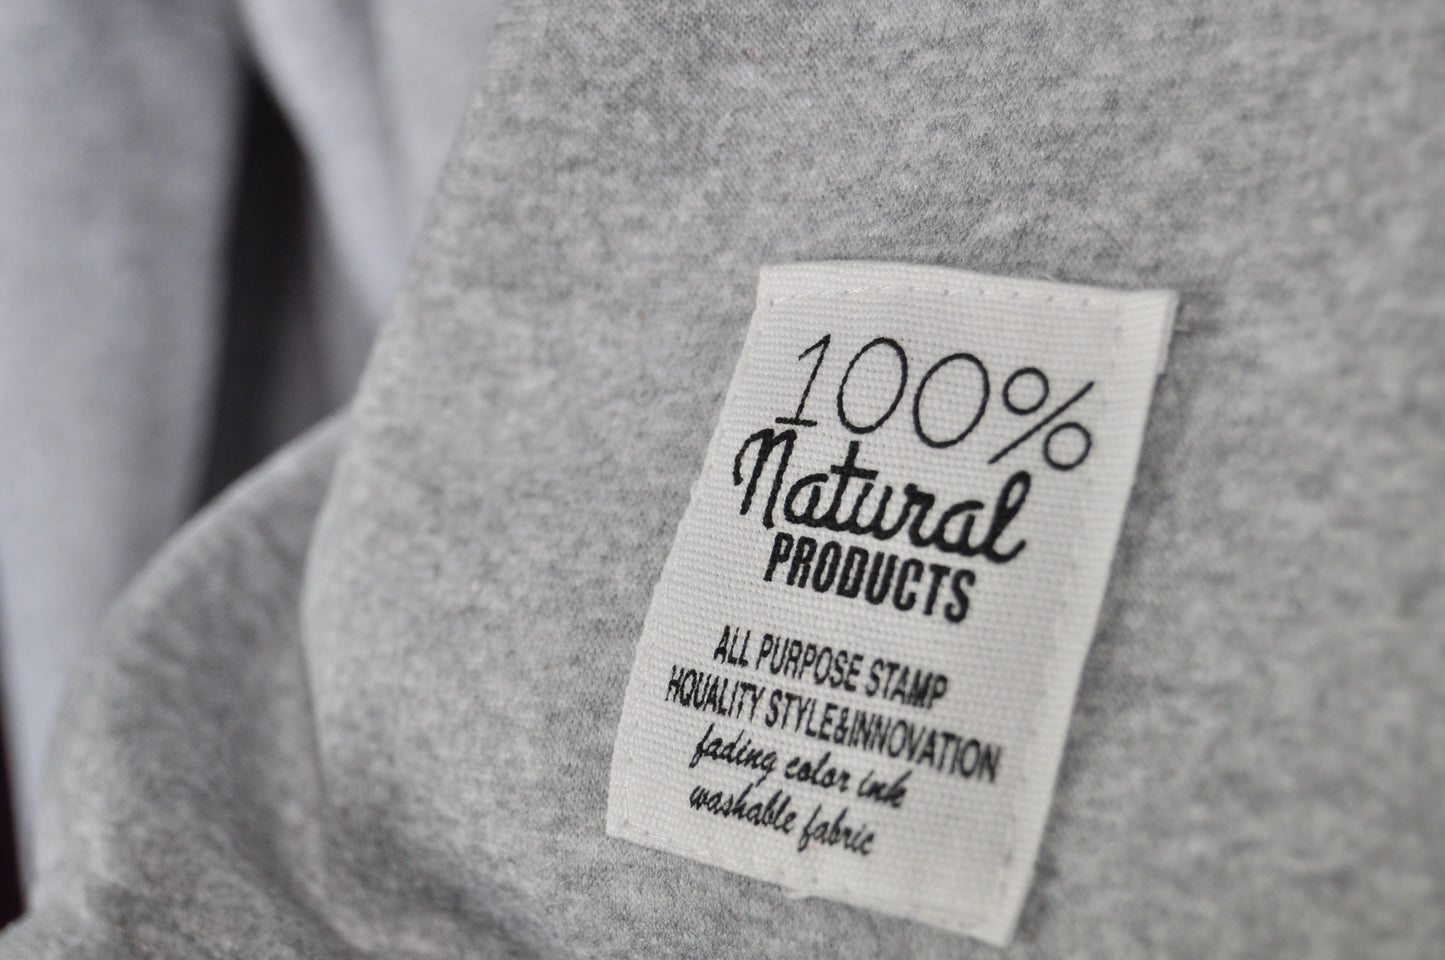 100%
Natural
PRODUCTS
ALL PURPOSE STAMP
HQUALITY STYLE&INNOVATION
fading color ink
washable fabric